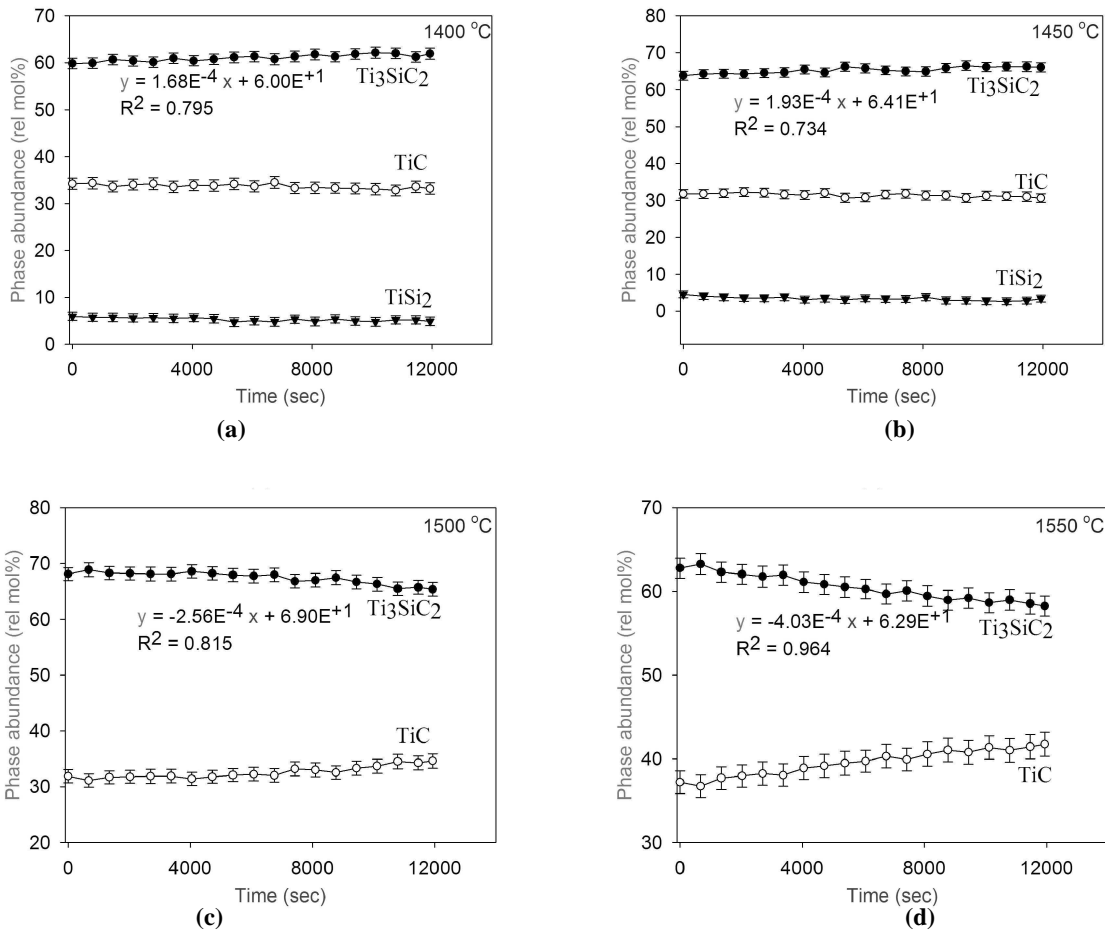 70
60
50
40
30
20
10
0
Phase abundance (rel mol%)
1400 °C
Ti3SiC2
y = 1.68E-4 x + 6.00E+1
R2 = 0.795
TiC
TiSi2
0 4000 8000 12000
Time (sec)
(a)
80
70
60
50
40
30
20
10
0
Phase abundance (rel mol%)
1450 °C
Ti3SiC2
y = 1.93E-4 x + 6.41E+1
R2 = 0.734
TiC
TiSi2
0 4000 8000 12000
Time (sec)
(b)
80
70
60
50
40
30
20
Phase abundance (rel mol%)
1500 °C
Ti3SiC2
y = -2.56E-4 x + 6.90E+1
R2 = 0.815
TiC
0 4000 8000 12000
Time (sec)
(c)
70
60
50
40
30
Phase abundance (rel mol%)
1550 °C
y = -4.03E-4 x + 6.29E+1
Ti3SiC2
R2 = 0.964
TiC
0 4000 8000 12000
Time (sec)
(d)